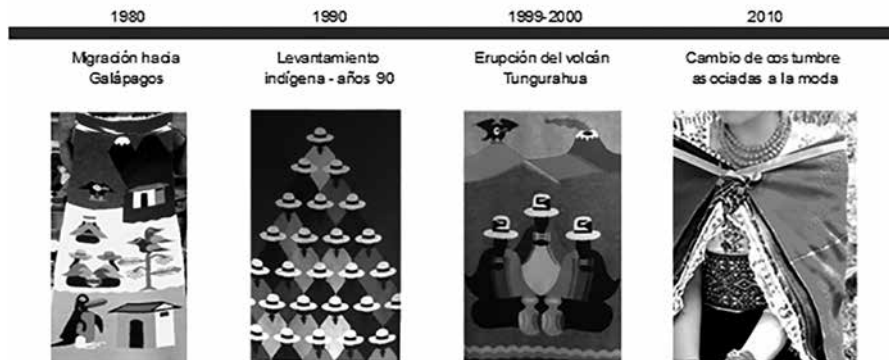 1980
1990
1999-2000
2010
Migración hacia
Galápagos
Levantamiento
indígena - años 90
Erupción del volcán
Tungurahua
Cambio de costumbre
asociadas a la moda